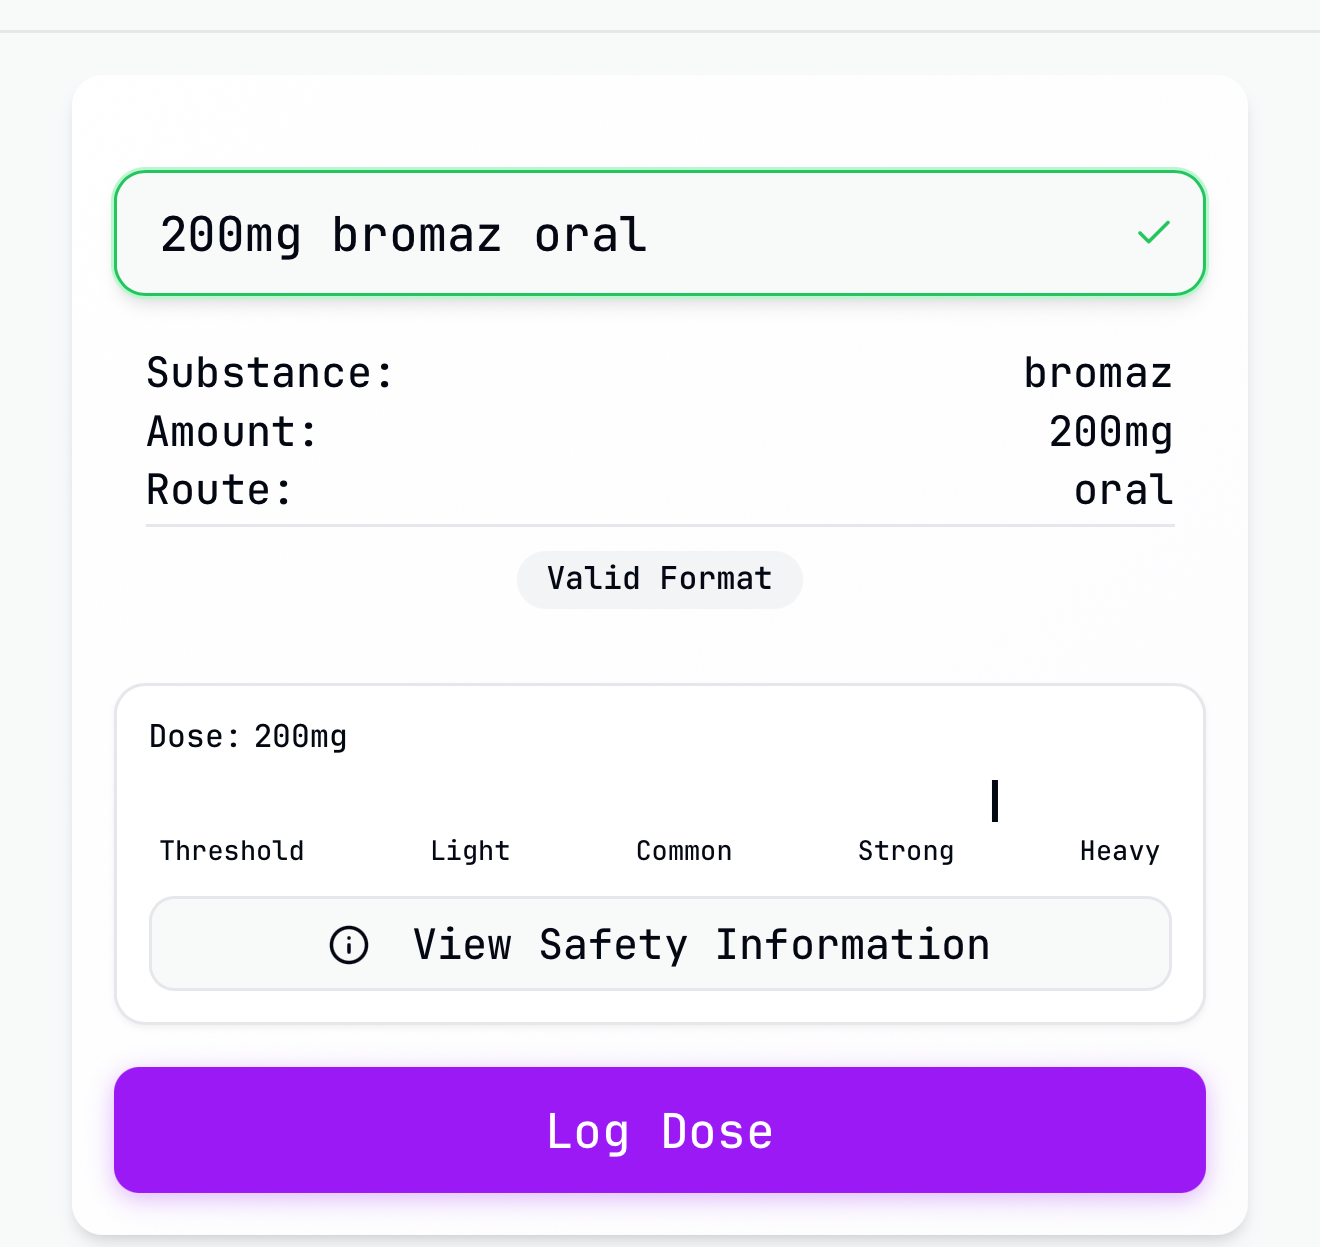 200mg bromaz oral
Substance: bromaz
Amount: 200mg
Route: oral
Valid Format
Dose: 200mg
Threshold Light Common Strong Heavy
View Safety Information
Log Dose